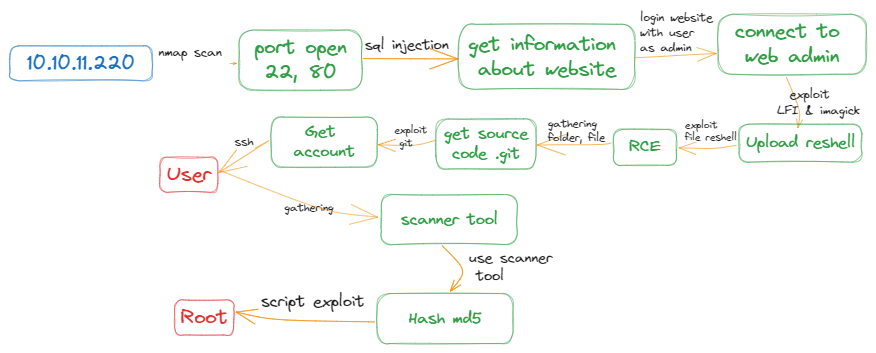 10.10.11.220
nmap scan
port open
22, 80
sql injection
get information
about website
login website
with user
as admin
connect to
web admin
exploit
LFI & imagick
Upload reshell
exploit
file reshell
RCE
gathering
folder, file
get source
code .git
exploit
git
Get
account
ssh
User
gathering
scanner tool
use scanner
tool
Hash md5
script exploit
Root